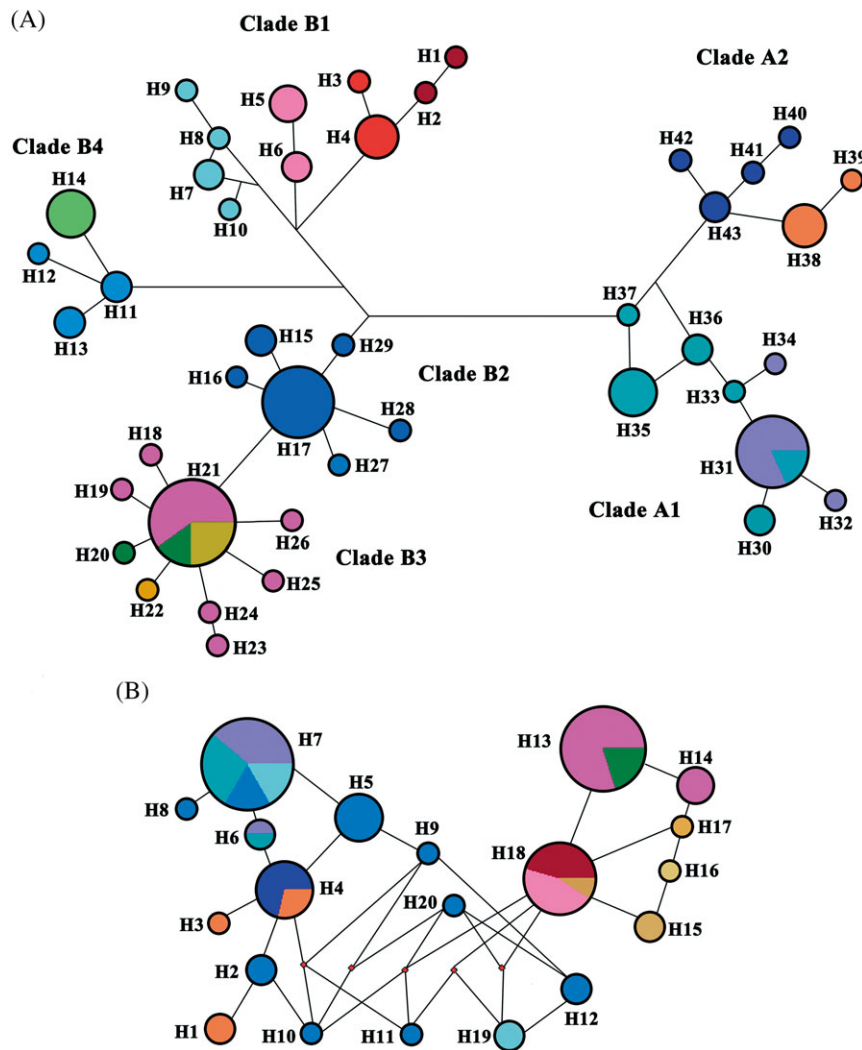 (A)
Clade B1
Clade A2
Clade B4
Clade B2
Clade B3
Clade A1
H1
H2
H3
H4
H5
H6
H7
H8
H9
H10
H11
H12
H13
H14
H15
H16
H17
H18
H19
H20
H21
H22
H23
H24
H25
H26
H27
H28
H29
H30
H31
H32
H33
H34
H35
H36
H37
H38
H39
H40
H41
H42
H43
(B)
H7
H8
H6
H5
H4
H3
H2
H1
H9
H20
H10
H11
H19
H12
H13
H14
H17
H18
H16
H15